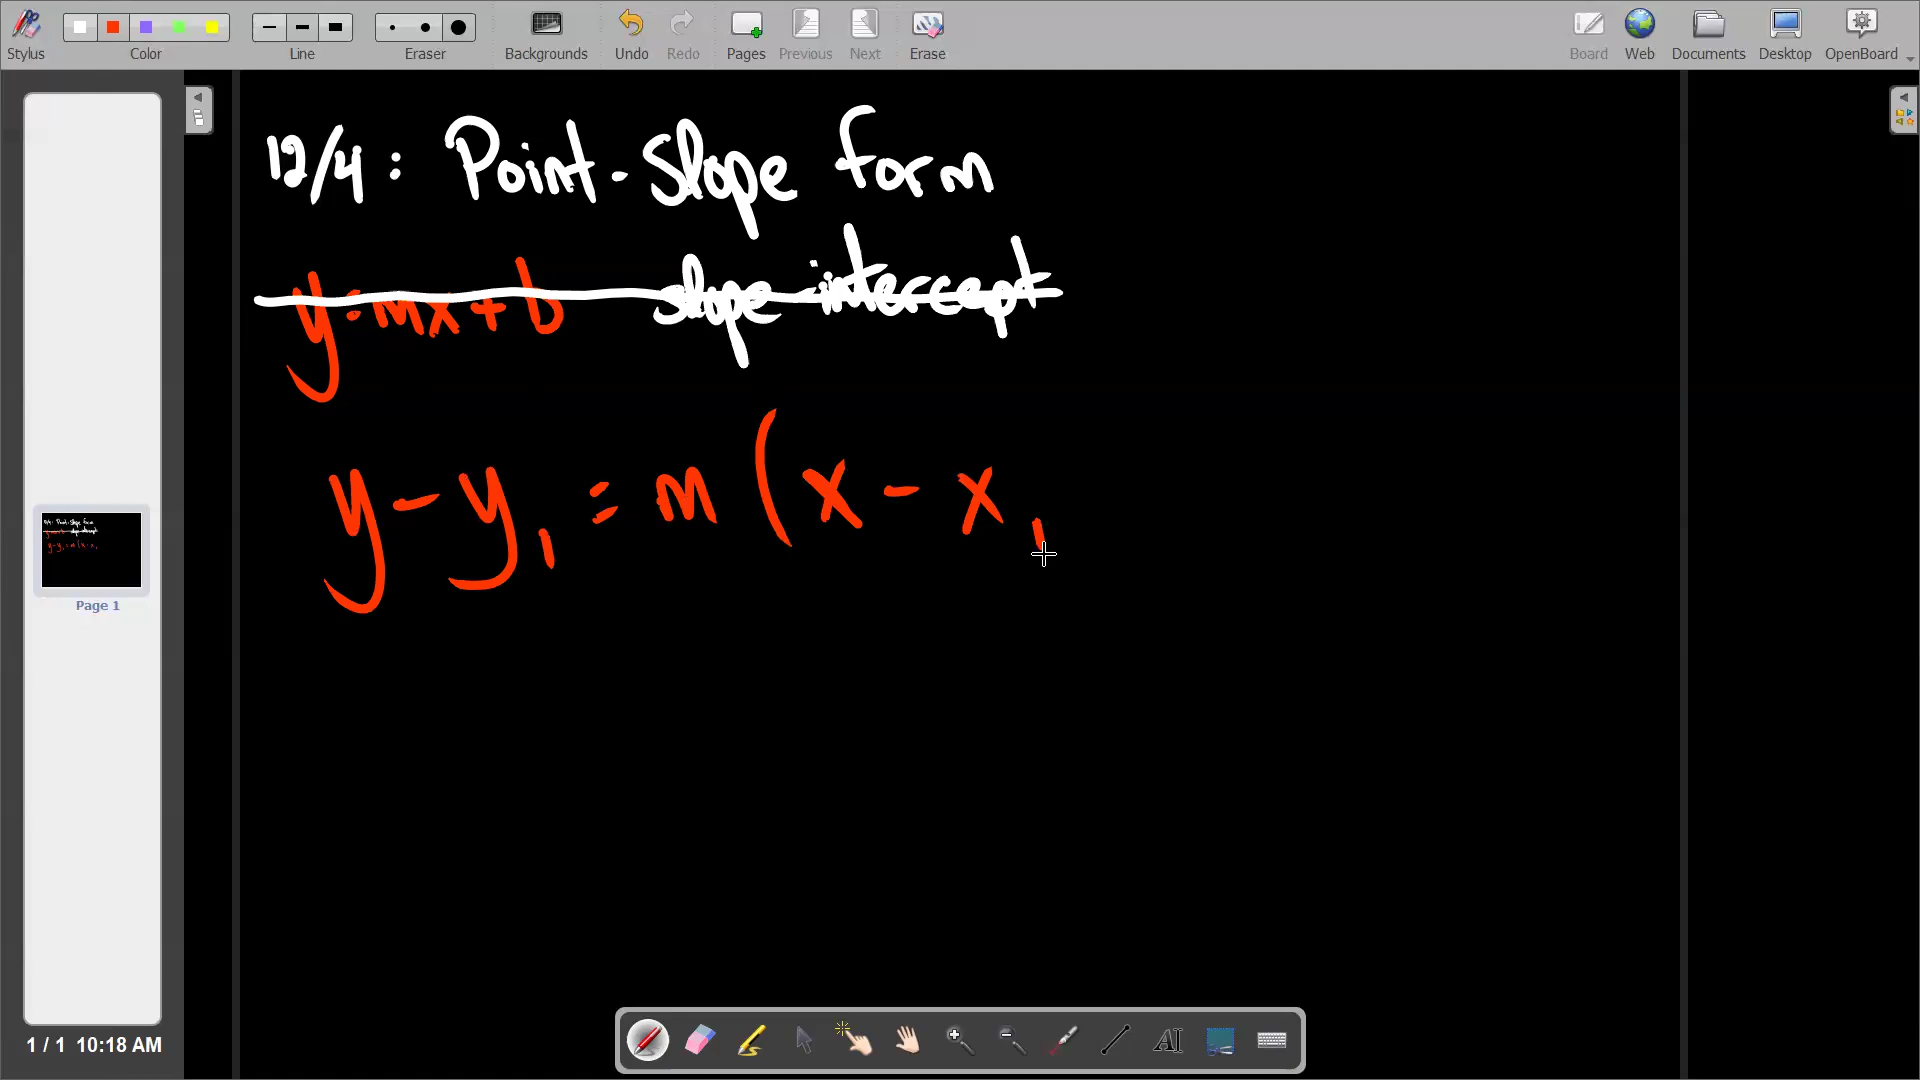 Stylus Color Line Eraser Backgrounds Undo Redo Pages Previous Next Erase Board Web Documents Desktop OpenBoard
12/4: Point-Slope form
y=mx+b slope-intercept
y-y₁=m(x-x₁
Page 1
1 / 1 10:18 AM